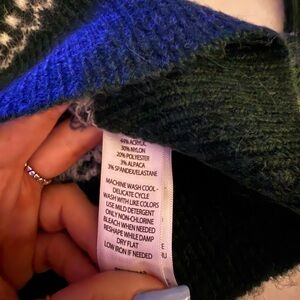 44% ACRYLIC
30% NYLON
20% POLYESTER
3% ALPACA
3% SPANDEX/ELASTANE
MACHINE WASH COOL-
DELICATE CYCLE
WASH WITH LIKE COLORS
USE MILD DETERGENT
ONLY NON-CHLORINE
BLEACH WHEN NEEDED
RESHAPE WHILE DAMP
DRY FLAT
LOW IRON IF NEEDED